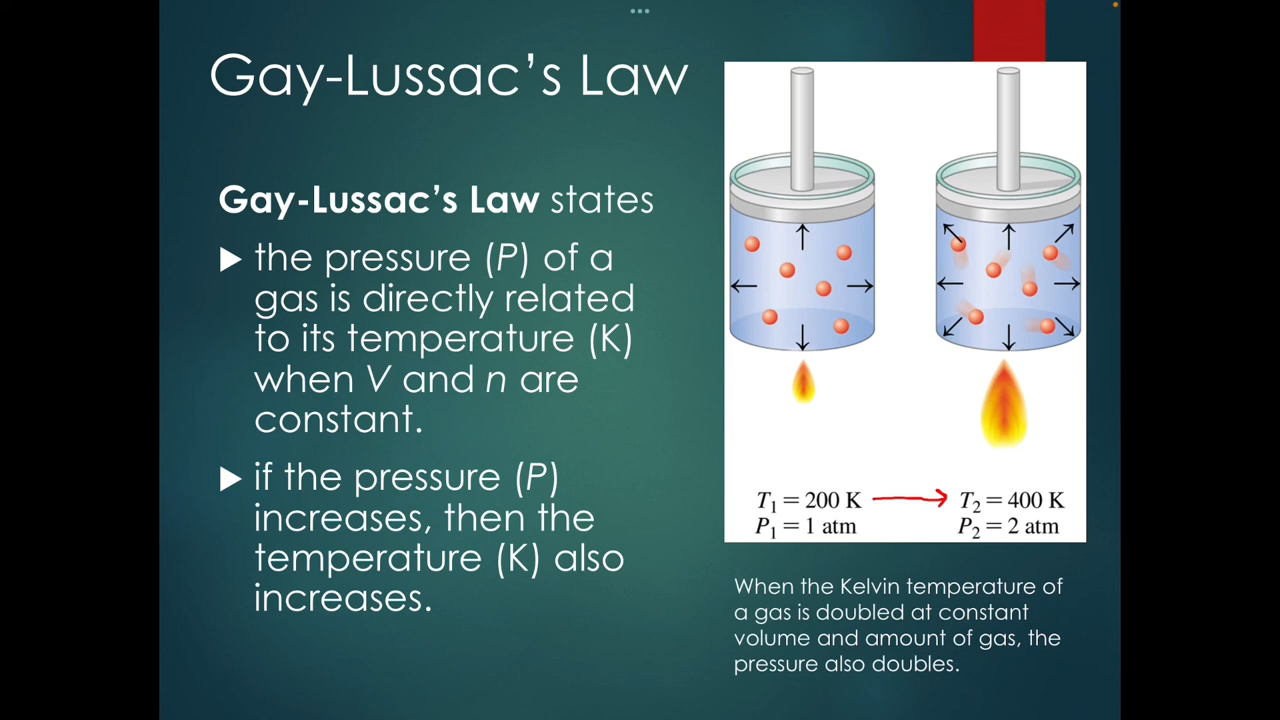 Gay-Lussac’s Law
Gay-Lussac’s Law states
▶ the pressure (P) of a
gas is directly related
to its temperature (K)
when V and n are
constant.
▶ if the pressure (P)
increases, then the
temperature (K) also
increases.
T₁ = 200 K
P₁ = 1 atm
T₂ = 400 K
P₂ = 2 atm
When the Kelvin temperature of
a gas is doubled at constant
volume and amount of gas, the
pressure also doubles.